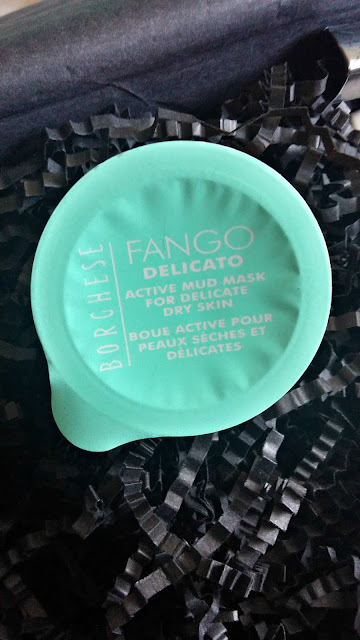 BORGHESE
FANGO
DELICATO
ACTIVE MUD MASK
FOR DELICATE
DRY SKIN
BOUE ACTIVE POUR
PEAUX SÈCHES ET
DÉLICATES